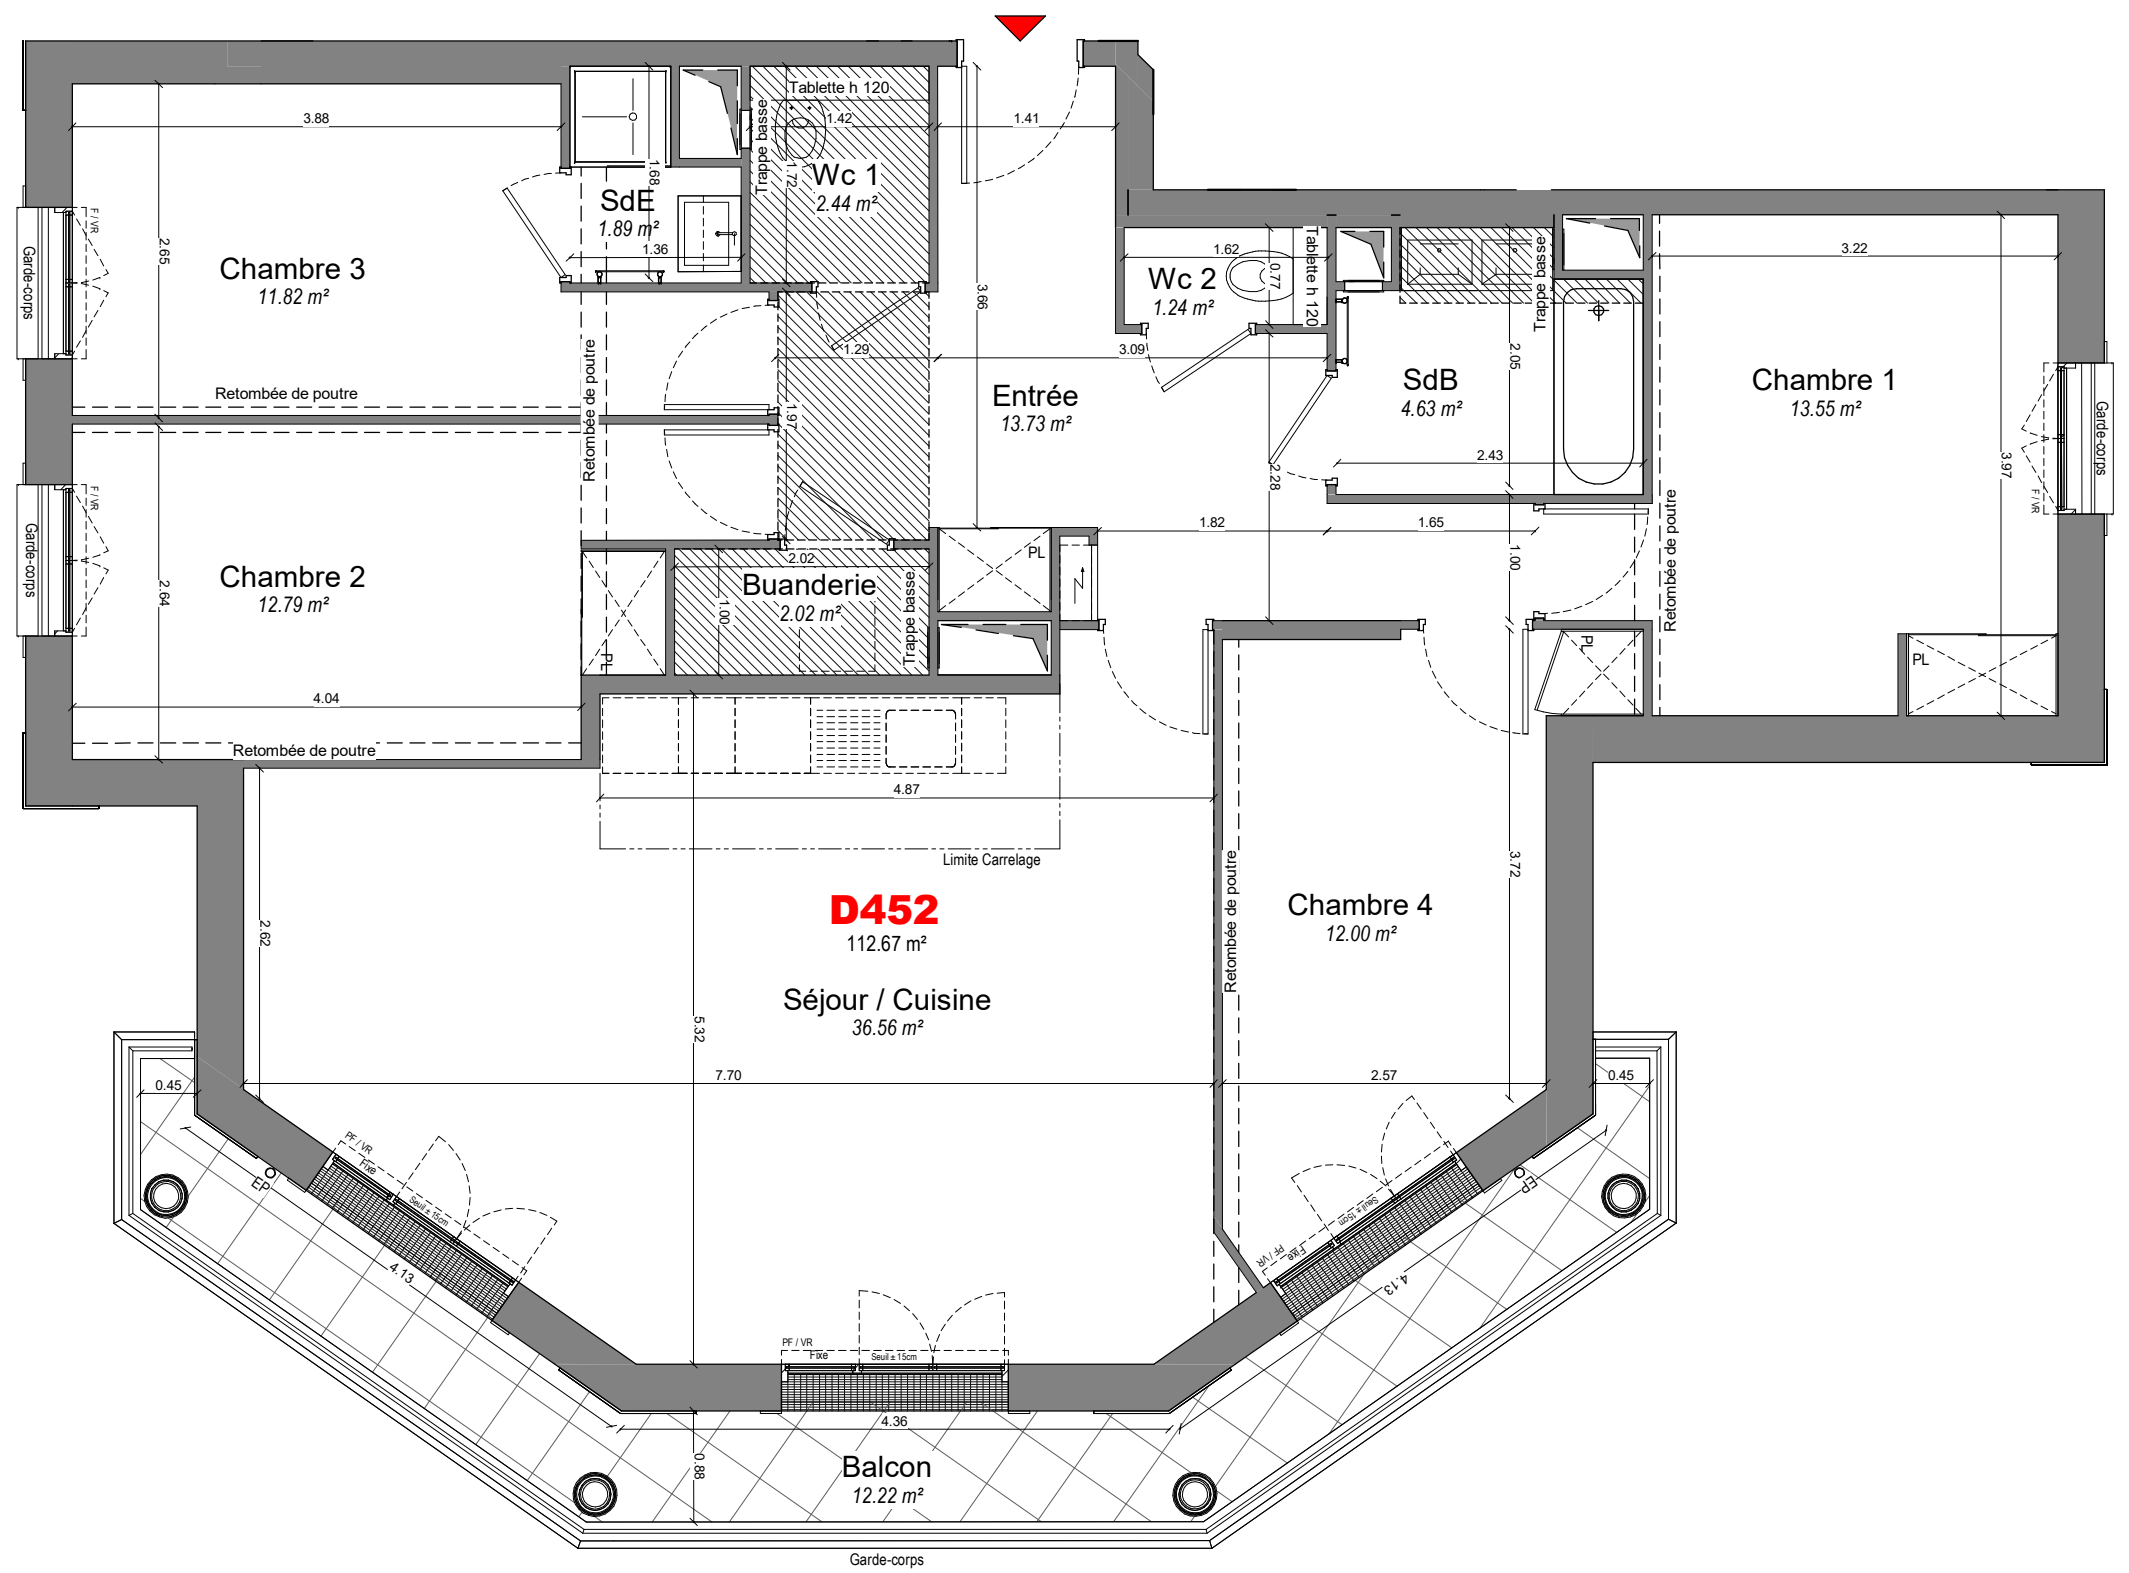 Tablette h 120
Trappe basse
1.42
1.72
Wc 1
2.44 m²
1.41
3.88
1.68
SdE
1.89 m²
1.36
2.65
Chambre 3
11.82 m²
F / VR
Garde-corps
Retombée de poutre
Retombée de poutre
3.66
1.62
0.77
Tablette h 120
Wc 2
1.24 m²
Trappe basse
3.22
1.29
3.09
2.05
SdB
4.63 m²
Chambre 1
13.55 m²
Entrée
13.73 m²
1.97
2.43
2.28
3.97
Garde-corps
F / VR
F / VR
Garde-corps
1.82
1.65
1.00
Retombée de poutre
PL
2.02
Buanderie
2.02 m²
1.00
Trappe basse
Chambre 2
12.79 m²
2.64
PL
PL
PL
4.04
Retombée de poutre
4.87
Limite Carrelage
2.62
D452
112.67 m²
Séjour / Cuisine
36.56 m²
5.32
Retombée de poutre
3.72
Chambre 4
12.00 m²
0.45
7.70
2.57
0.45
PF / VR
Fixe
Seuil ± 15cm
EP
4.13
PF / VR
Fixe
Seuil ± 15cm
EP
4.13
PF / VR
Fixe
Seuil ± 15cm
4.36
0.88
Balcon
12.22 m²
Garde-corps